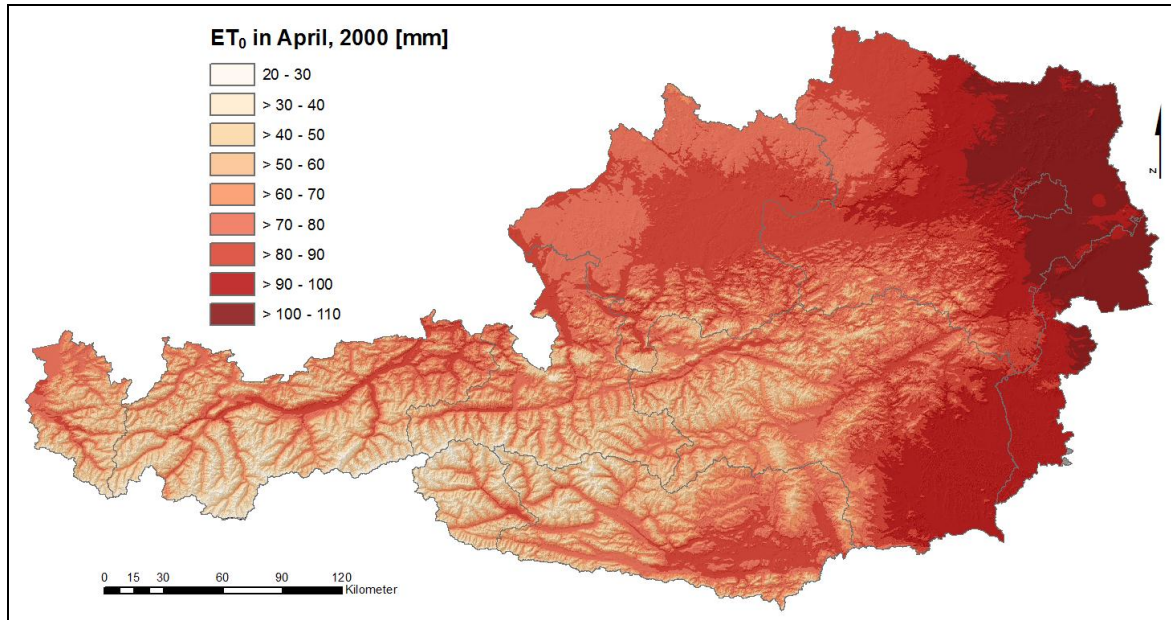 ET₀ in April, 2000 [mm]
20 - 30
> 30 - 40
> 40 - 50
> 50 - 60
> 60 - 70
> 70 - 80
> 80 - 90
> 90 - 100
> 100 - 110
N
0 15 30 60 90 120
Kilometer